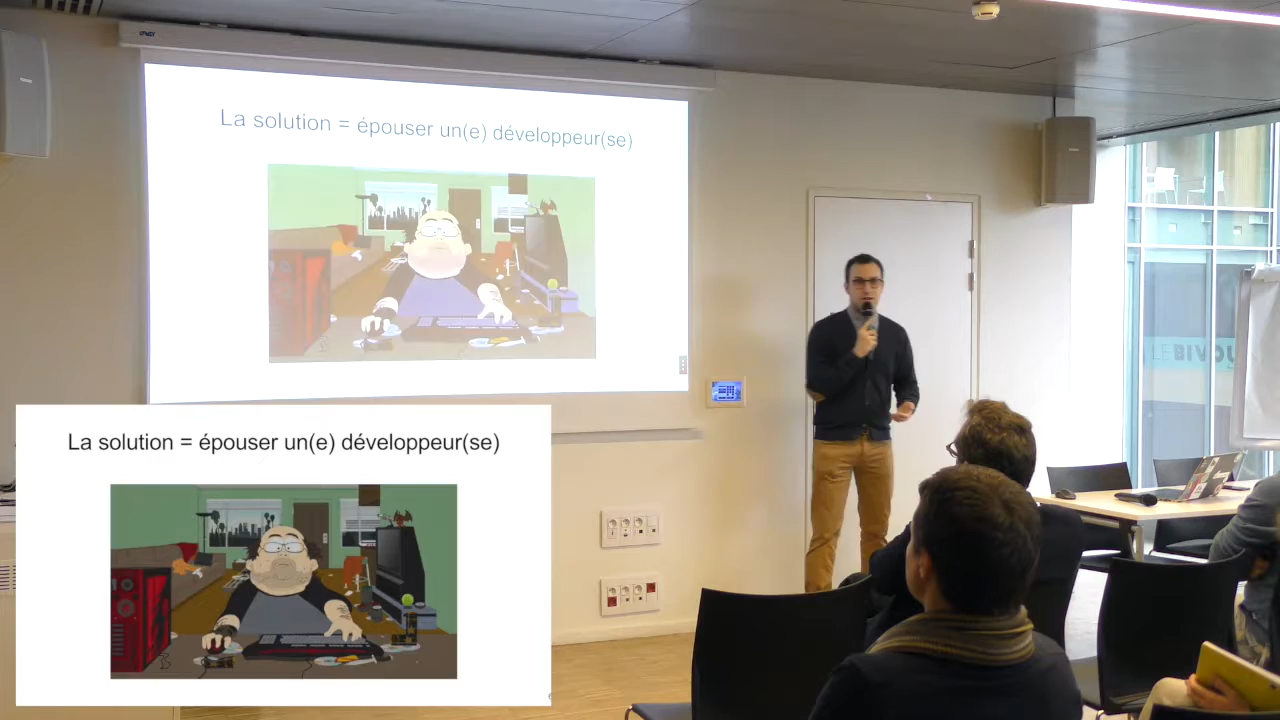 La solution = épouser un(e) développeur(se)
La solution = épouser un(e) développeur(se)
LE BIVOU